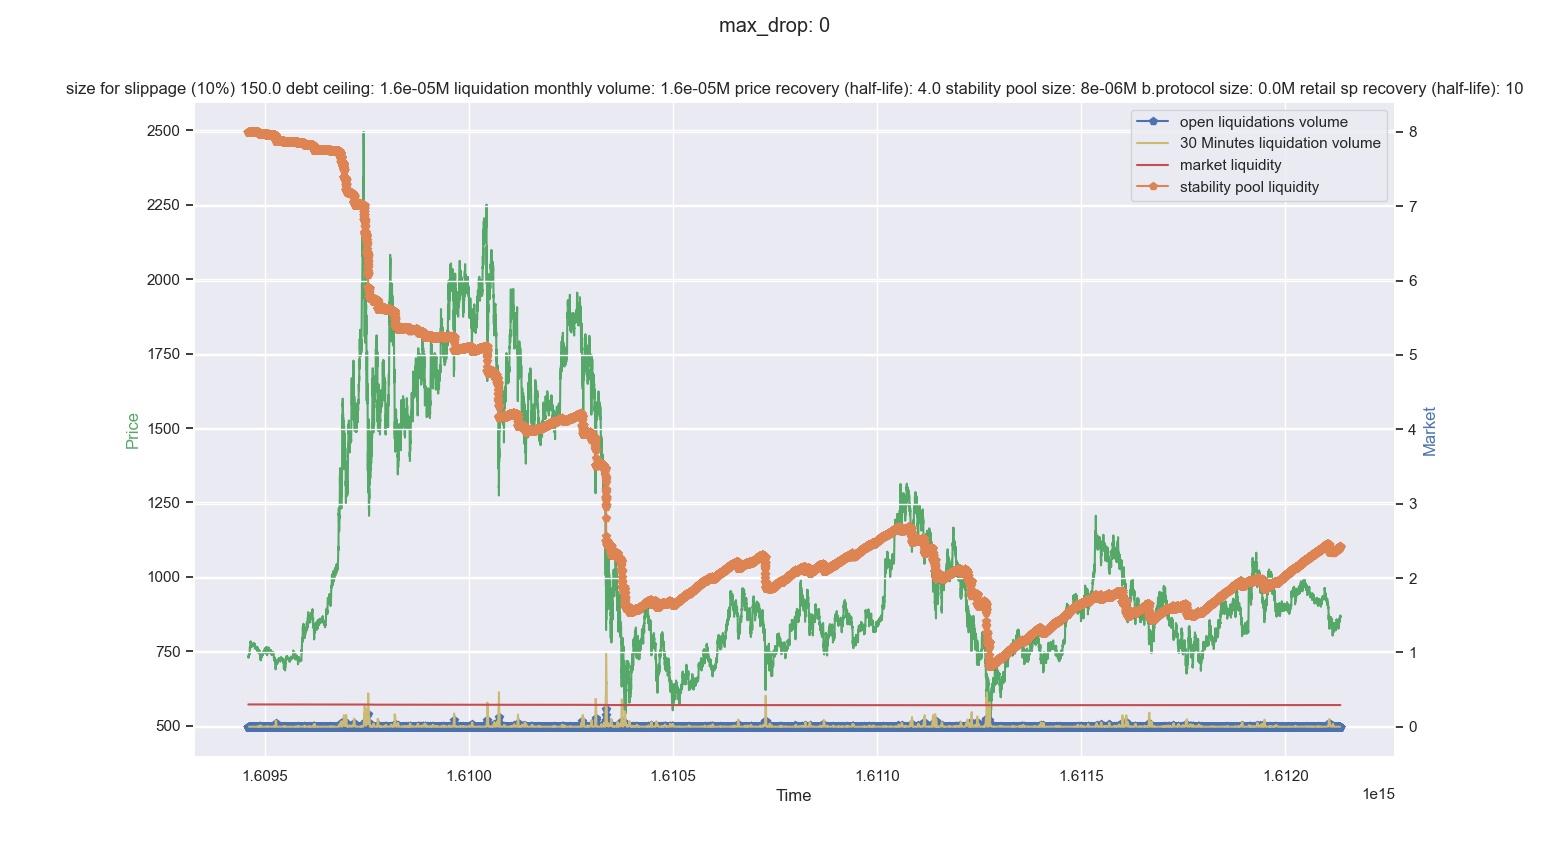 max_drop: 0
size for slippage (10%) 150.0 debt ceiling: 1.6e-05M liquidation monthly volume: 1.6e-05M price recovery (half-life): 4.0 stability pool size: 8e-06M b.protocol size: 0.0M retail sp recovery (half-life): 10
open liquidations volume
30 Minutes liquidation volume
market liquidity
stability pool liquidity
2500
2250
2000
1750
1500
1250
1000
750
500
Price
8
7
6
5
4
3
2
1
0
Market
1.6095 1.6100 1.6105 1.6110 1.6115 1.6120
Time
1e15